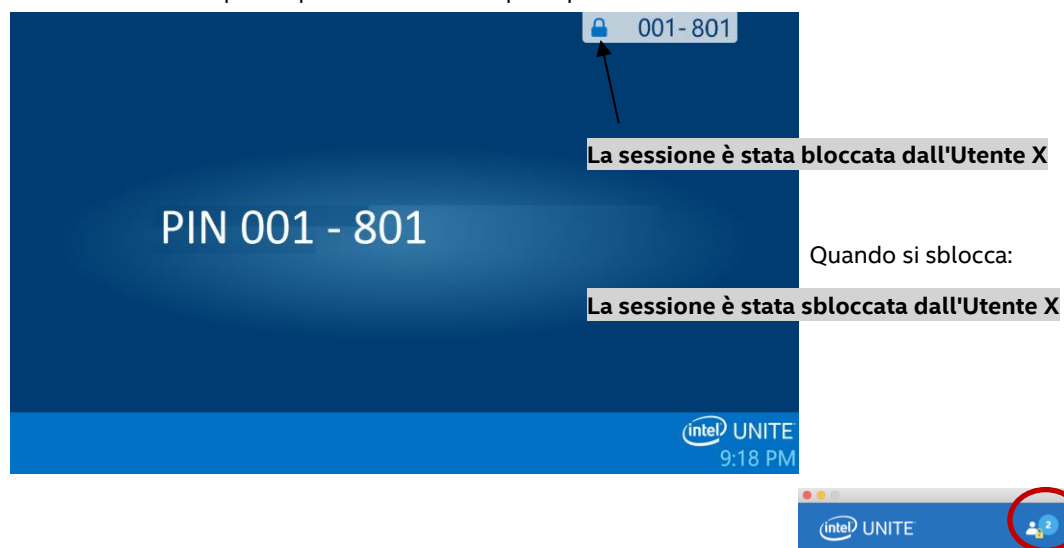 001-801
La sessione è stata bloccata dall'Utente X
PIN 001 - 801
Quando si sblocca:
La sessione è stata sbloccata dall'Utente X
intel UNITE
9:18 PM
intel UNITE 2